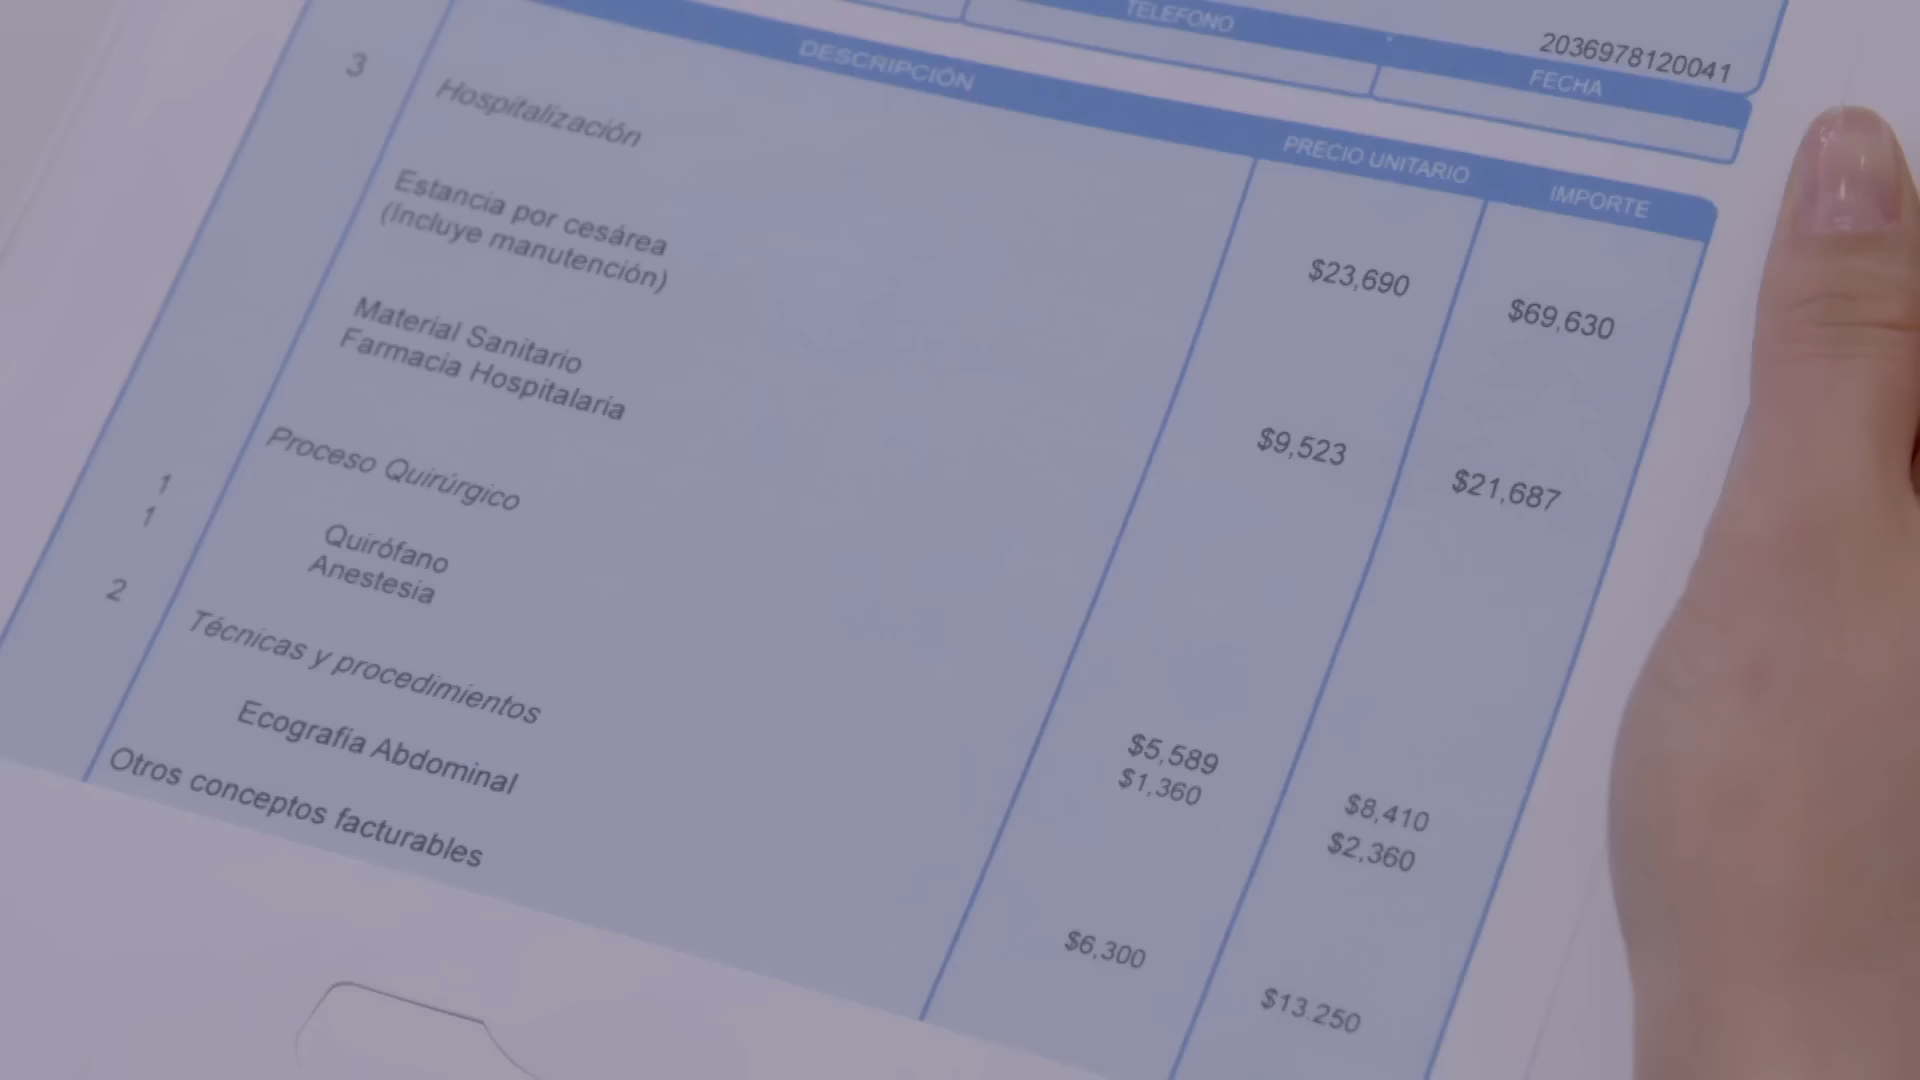 2036978120041
TELEFONO
FECHA
DESCRIPCIÓN
PRECIO UNITARIO
IMPORTE
3
Hospitalización
Estancia por cesárea
(Incluye manutención)
$23,690
$69,630
Material Sanitario
Farmacia Hospitalaria
$9,523
$21,687
Proceso Quirúrgico
1
1
Quirófano
Anestesia
$5,589
$8,410
$1,360
$2,360
2
Técnicas y procedimientos
Ecografía Abdominal
$6,300
$13.250
Otros conceptos facturables